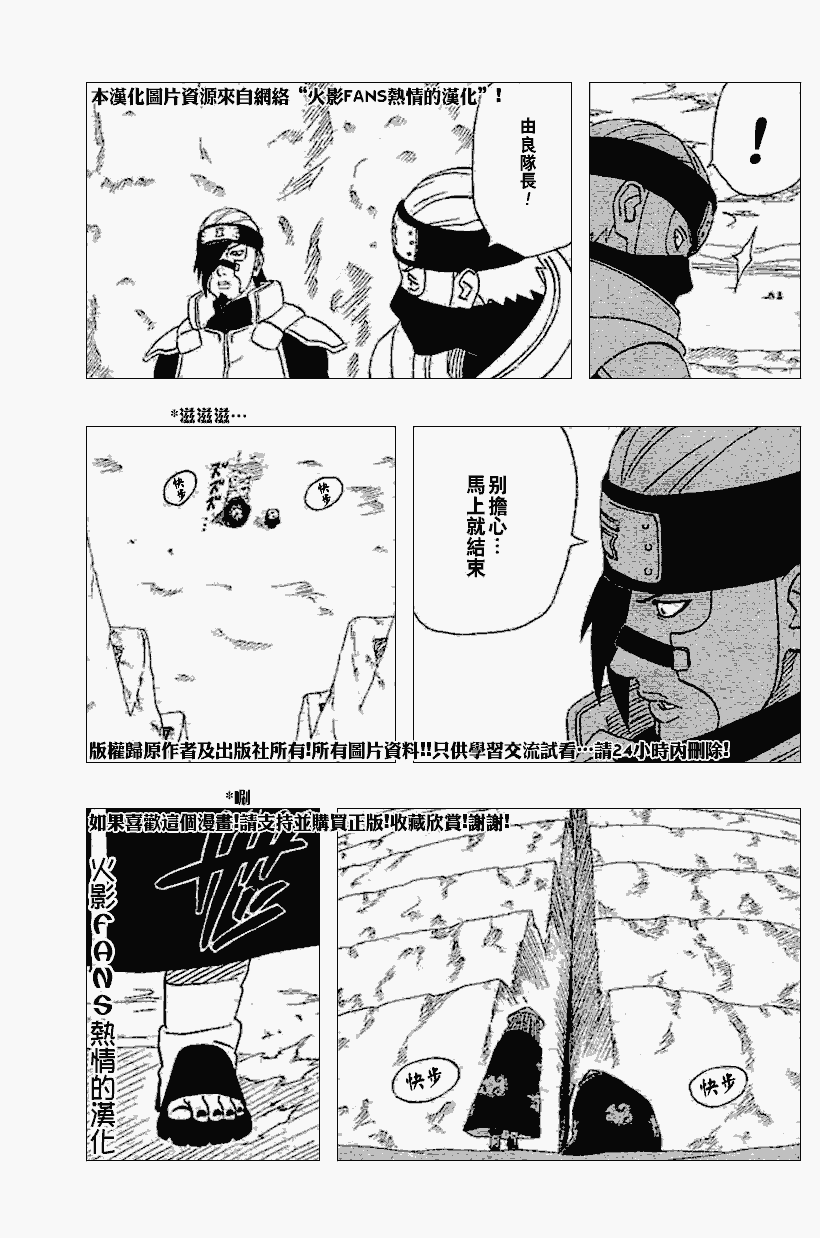 本漢化圖片資源來自網絡“火影FANS熱情的漢化”！
！
由良隊長！
别擔心…
馬上就結束
*滋滋滋…
快步
ズズズ…
快步
版權歸原作者及出版社所有!所有圖片資料!!只供學習交流試看…請24小時內刪除!
*唰
如果喜歡這個漫畫!請支持並購買正版!收藏欣賞!謝謝!
火影FANS熱情的漢化
快步
快步